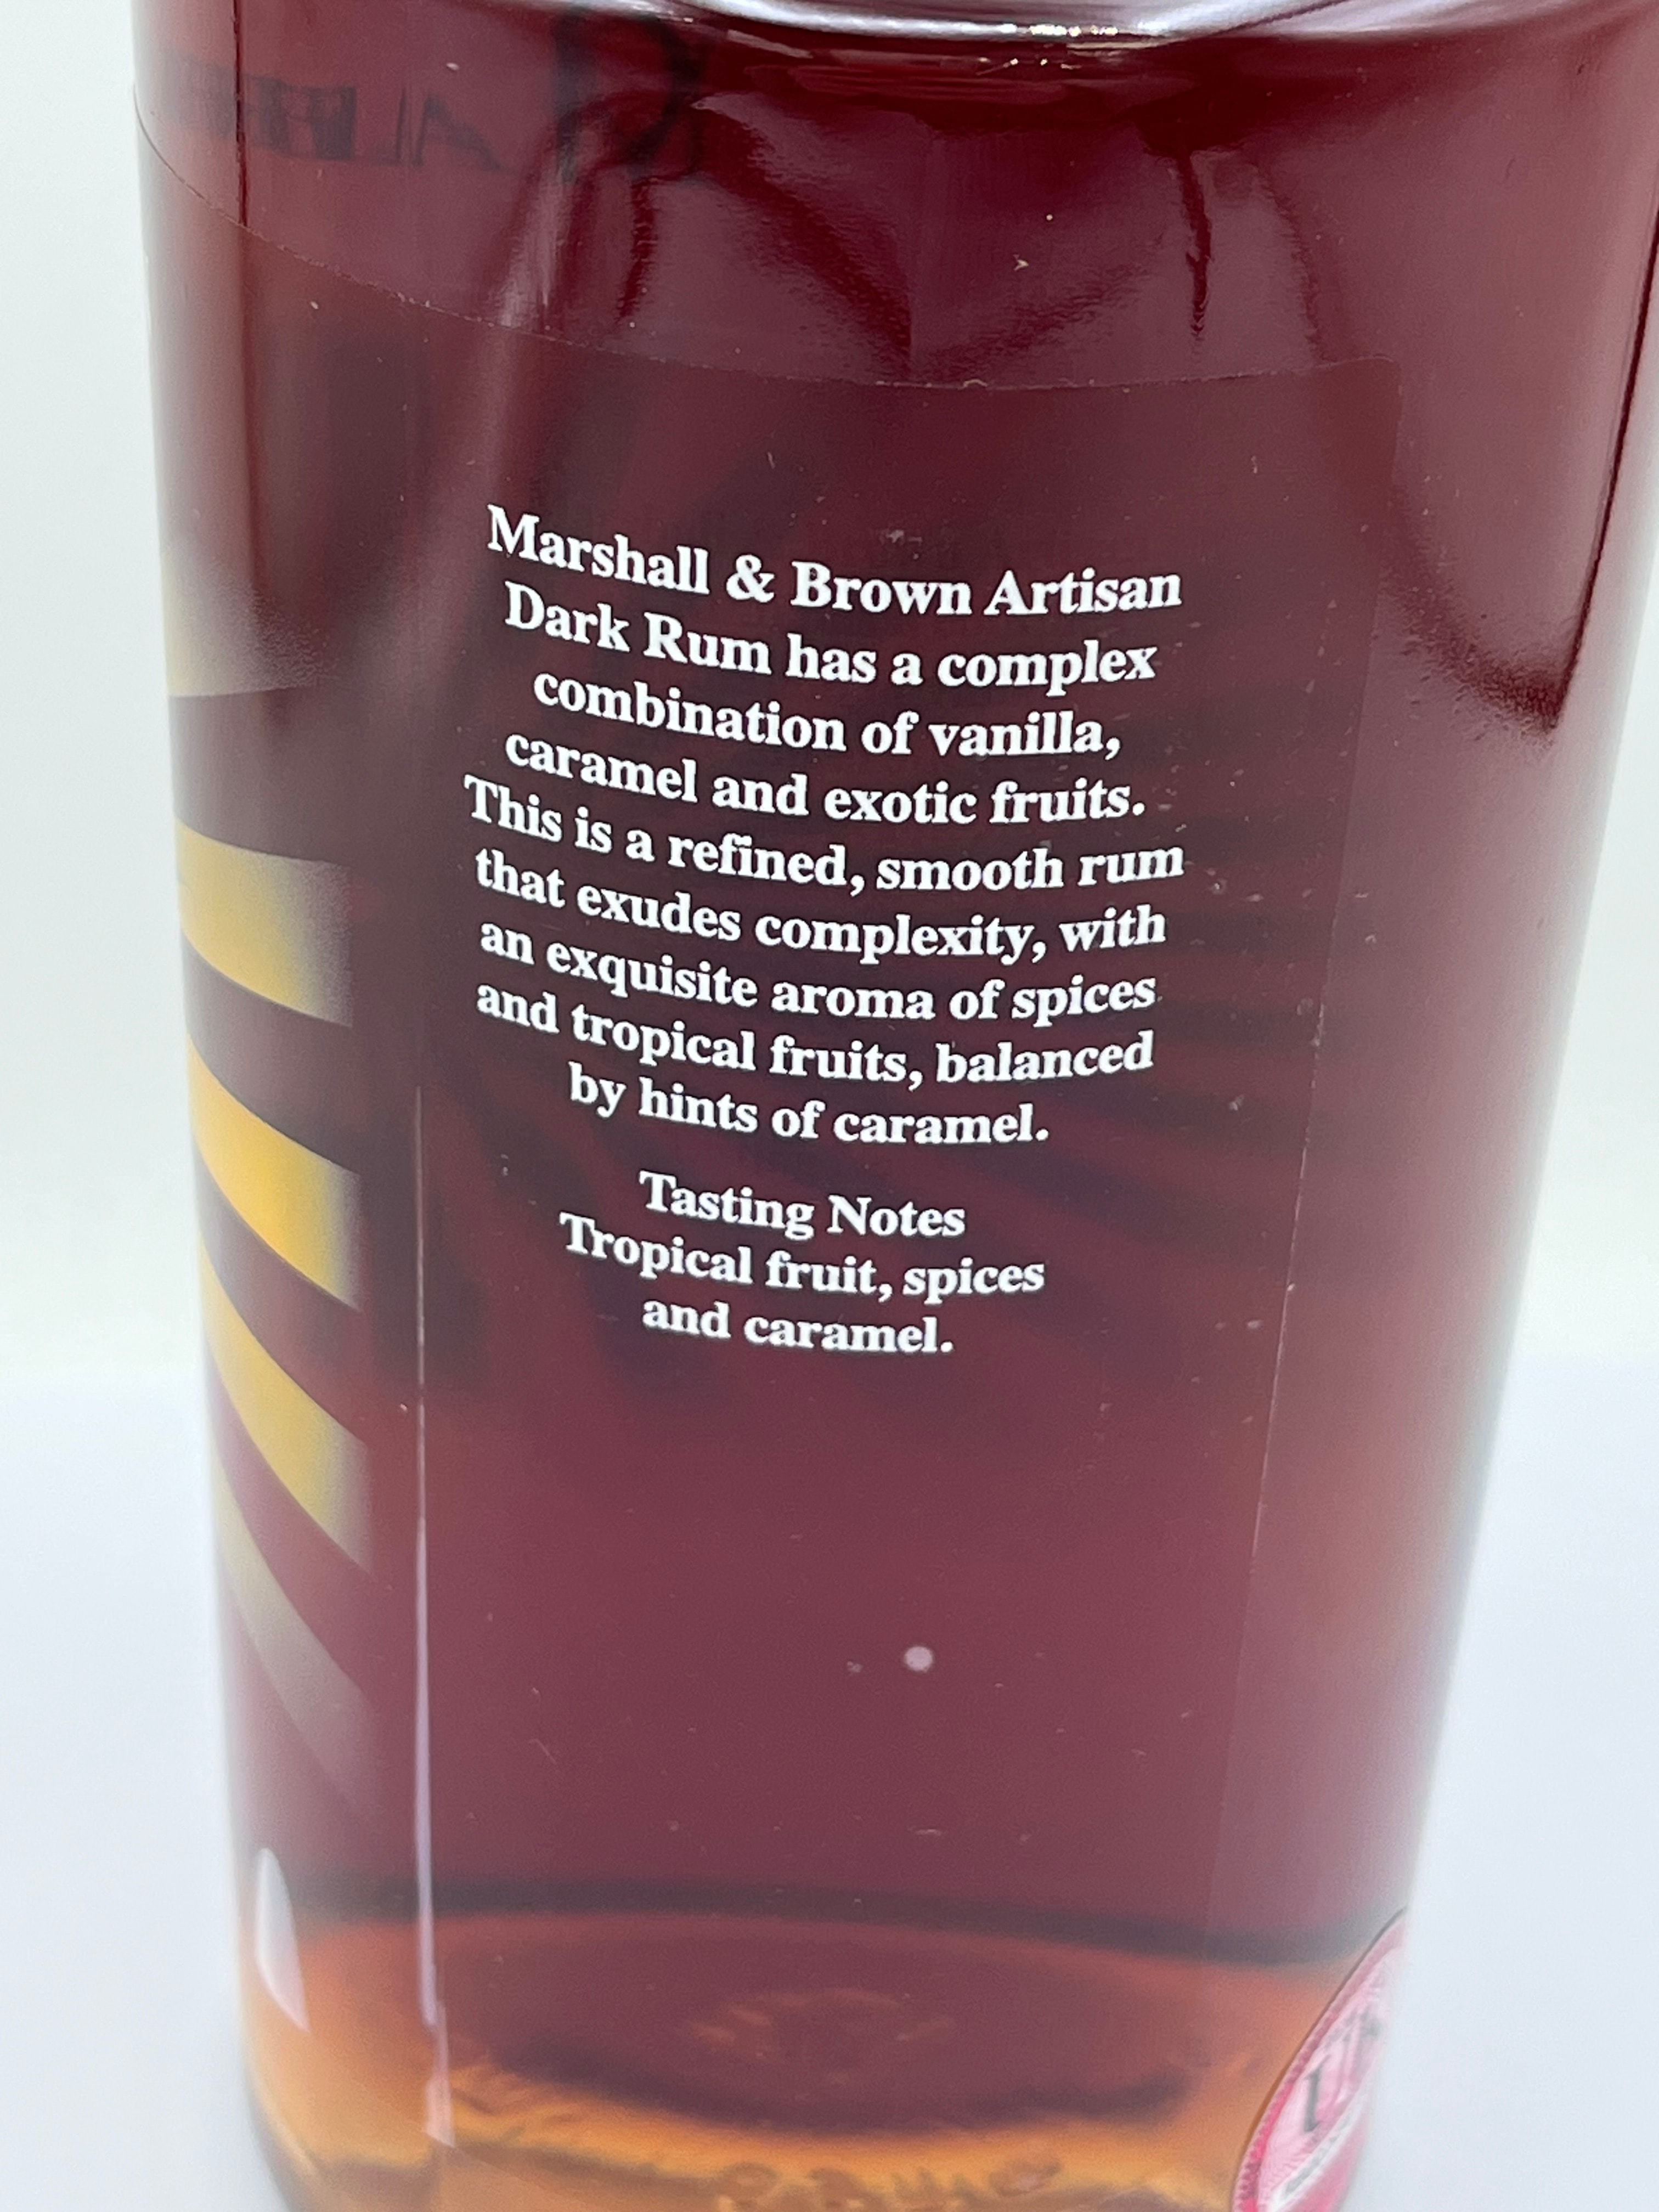 Marshall & Brown Artisan
Dark Rum has a complex
combination of vanilla,
caramel and exotic fruits.
This is a refined, smooth rum
that exudes complexity, with
an exquisite aroma of spices
and tropical fruits, balanced
by hints of caramel.
Tasting Notes
Tropical fruit, spices
and caramel.